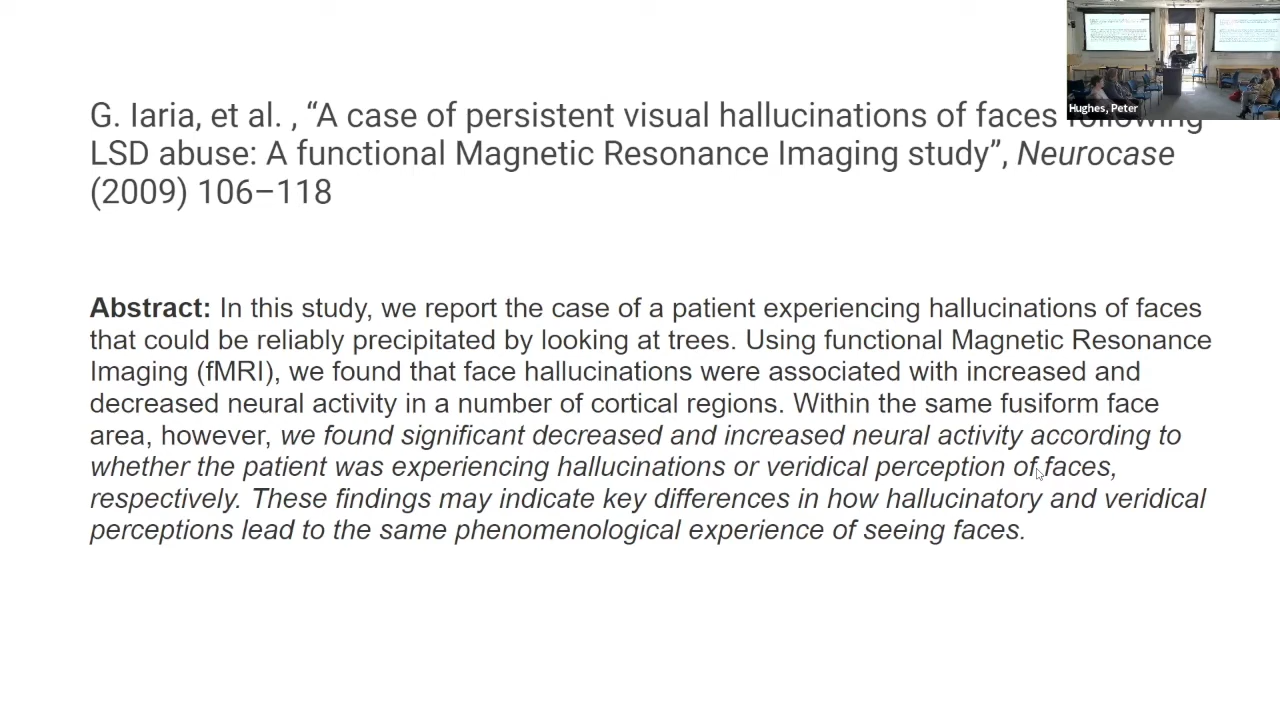 G. Iaria, et al. , “A case of persistent visual hallucinations of faces following
LSD abuse: A functional Magnetic Resonance Imaging study”, Neurocase
(2009) 106–118
Hughes, Peter
Abstract: In this study, we report the case of a patient experiencing hallucinations of faces
that could be reliably precipitated by looking at trees. Using functional Magnetic Resonance
Imaging (fMRI), we found that face hallucinations were associated with increased and
decreased neural activity in a number of cortical regions. Within the same fusiform face
area, however, we found significant decreased and increased neural activity according to
whether the patient was experiencing hallucinations or veridical perception of faces,
respectively. These findings may indicate key differences in how hallucinatory and veridical
perceptions lead to the same phenomenological experience of seeing faces.